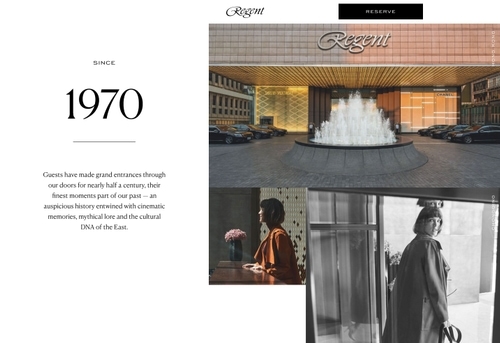 SINCE
1970
Guests have made grand entrances through
our doors for nearly half a century, their
finest moments part of our past — an
auspicious history entwined with cinematic
memories, mythical lore and the cultural
DNA of the East.
Regent
RESERVE
Regent